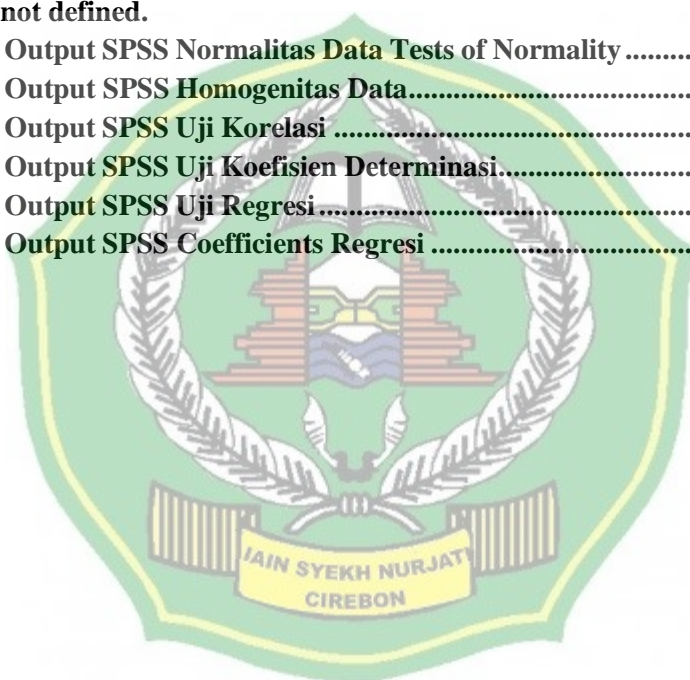 not defined.
Output SPSS Normalitas Data Tests of Normality ..........
Output SPSS Homogenitas Data..........................................
Output SPSS Uji Korelasi .....................................................
Output SPSS Uji Koefisien Determinasi............................
Output SPSS Uji Regresi.......................................................
Output SPSS Coefficients Regresi ......................................
IAIN SYEKH NURJATI
CIREBON